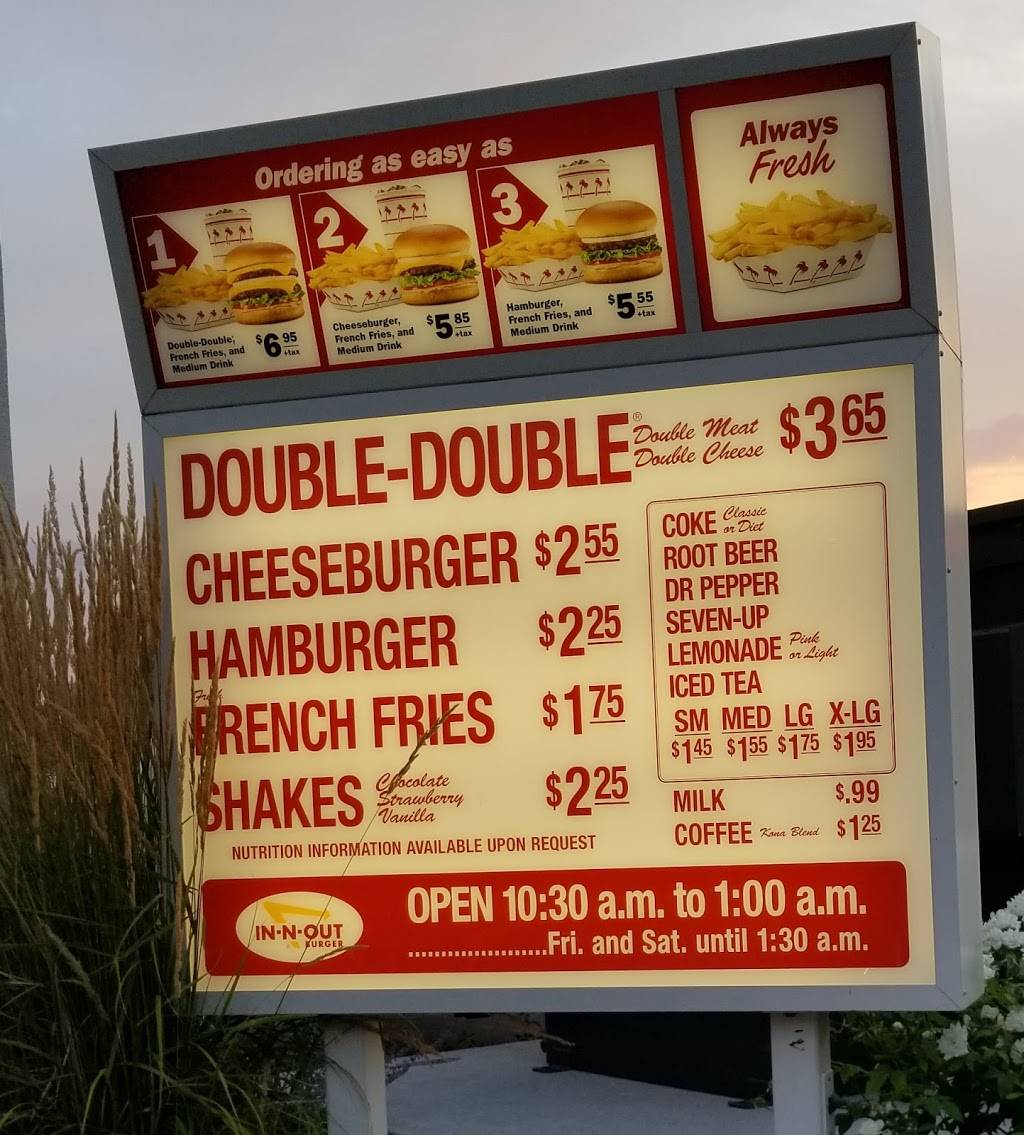 Ordering as easy as
1
Double-Double,
French Fries, and
Medium Drink
$6 95
+tax
2
Cheeseburger,
French Fries, and
Medium Drink
$5 85
+tax
3
Hamburger,
French Fries, and
Medium Drink
$5 55
+tax
Always
Fresh
DOUBLE-DOUBLE® Double Meat Double Cheese $3 65
CHEESEBURGER $2 55
HAMBURGER $2 25
Fresh
FRENCH FRIES $1 75
SHAKES Chocolate Strawberry Vanilla $2 25
NUTRITION INFORMATION AVAILABLE UPON REQUEST
COKE Classic or Diet
ROOT BEER
DR PEPPER
SEVEN-UP
LEMONADE Pink or Light
ICED TEA
SM MED LG X-LG
$1 45 $1 55 $1 75 $1 95
MILK $.99
COFFEE Kona Blend $1 25
IN-N-OUT
BURGER
OPEN 10:30 a.m. to 1:00 a.m.
.....................Fri. and Sat. until 1:30 a.m.